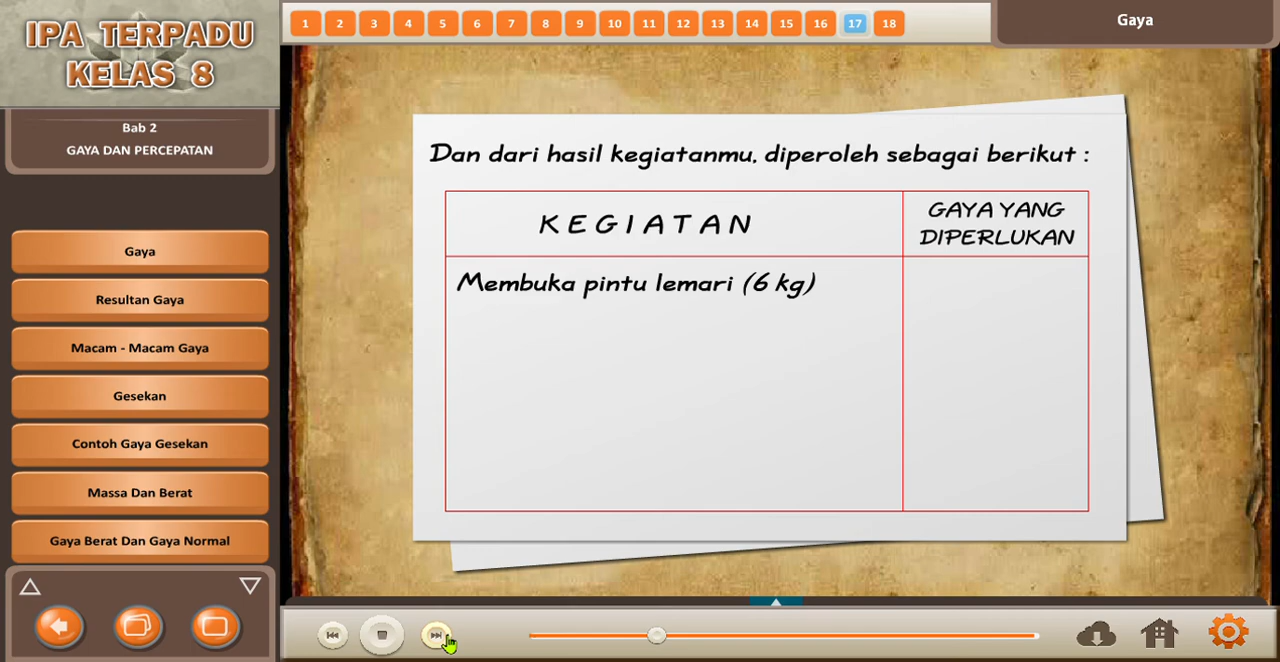 IPA TERPADU
KELAS 8
Bab 2
GAYA DAN PERCEPATAN
Gaya
Resultan Gaya
Macam - Macam Gaya
Gesekan
Contoh Gaya Gesekan
Massa Dan Berat
Gaya Berat Dan Gaya Normal
1 2 3 4 5 6 7 8 9 10 11 12 13 14 15 16 17 18
Gaya
Dan dari hasil kegiatanmu, diperoleh sebagai berikut :
KEGIATAN
GAYA YANG
DIPERLUKAN
Membuka pintu lemari (6 kg)